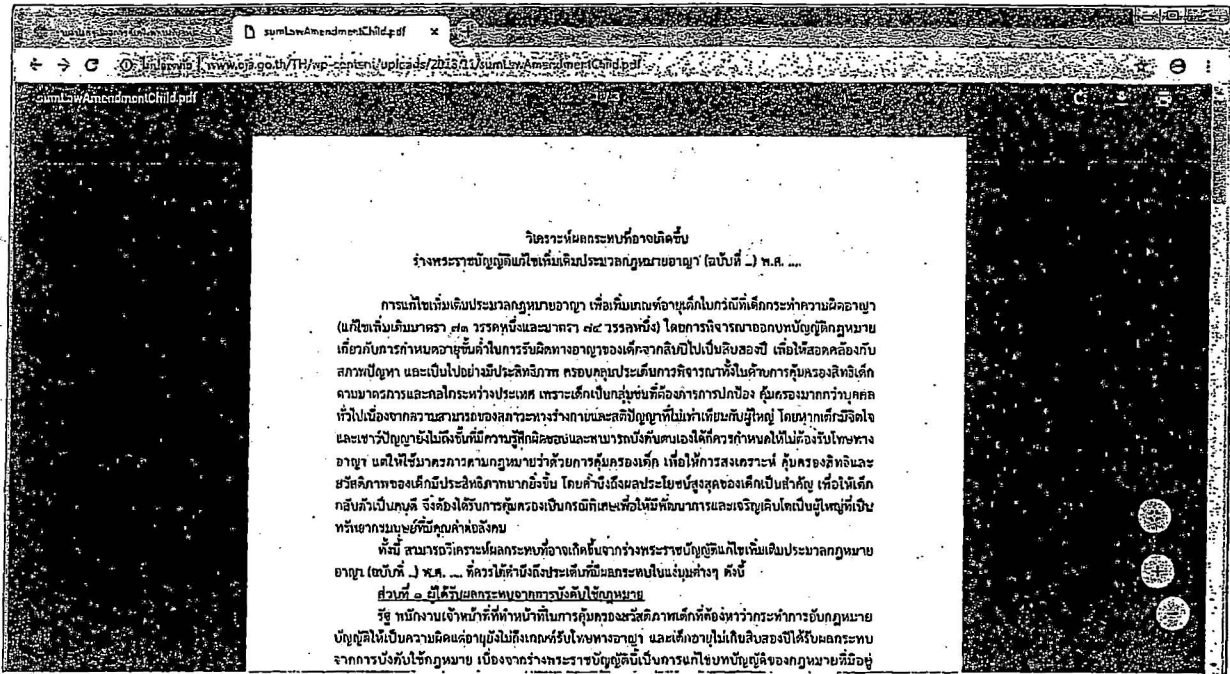 sumLawAmendmentChild.pdf
www.oja.go.th/TH/wp-content/uploads/2018/11/sumLawAmendmentChild.pdf
sumLawAmendmentChild.pdf
วิเคราะห์ผลกระทบที่อาจเกิดขึ้น
ร่างพระราชบัญญัติแก้ไขเพิ่มเติมประมวลกฎหมายอาญา (ฉบับที่ ..) พ.ศ. ....
การแก้ไขเพิ่มเติมประมวลกฎหมายอาญา เพื่อเพิ่มเกณฑ์อายุเด็กในกรณีที่เด็กกระทำความผิดอาญา
(แก้ไขเพิ่มเติมมาตรา ๗๓ วรรคหนึ่งและมาตรา ๗๔ วรรคหนึ่ง) โดยการพิจารณาออกบทบัญญัติกฎหมาย
เกี่ยวกับการกำหนดอายุขั้นต่ำในการรับผิดทางอาญาของเด็กจากสิบปีไปเป็นสิบสองปี เพื่อให้สอดคล้องกับ
สภาพปัญหา และเป็นไปอย่างมีประสิทธิภาพ ครอบคลุมประเด็นการพิจารณาทั้งในด้านการคุ้มครองสิทธิเด็ก
ตามมาตรการและกลไกระหว่างประเทศ เพราะเด็กเป็นกลุ่มชนที่ต้องการการปกป้อง คุ้มครองมากกว่าบุคคล
ทั่วไปเนื่องจากความสามารถของสภาวะทางร่างกายและสติปัญญาที่ไม่เท่าเทียมกับผู้ใหญ่ โดยหากเด็กมีจิตใจ
และเชาว์ปัญญายังไม่ถึงขั้นที่มีความรู้สึกผิดชอบและสามารถบังคับตนเองได้ก็ควรกำหนดให้ไม่ต้องรับโทษทาง
อาญา แต่ให้ใช้มาตรการตามกฎหมายว่าด้วยการคุ้มครองเด็ก เพื่อให้การสงเคราะห์ คุ้มครองสิทธิและ
สวัสดิภาพของเด็กมีประสิทธิภาพมากยิ่งขึ้น โดยคำนึงถึงผลประโยชน์สูงสุดของเด็กเป็นสำคัญ เพื่อให้เด็ก
กลับตัวเป็นคนดี จึงต้องได้รับการคุ้มครองเป็นกรณีพิเศษเพื่อให้มีพัฒนาการและเจริญเติบโตเป็นผู้ใหญ่ที่เป็น
ทรัพยากรมนุษย์ที่มีคุณค่าต่อสังคม
ทั้งนี้ สามารถวิเคราะห์ผลกระทบที่อาจเกิดขึ้นจากร่างพระราชบัญญัติแก้ไขเพิ่มเติมประมวลกฎหมาย
อาญา (ฉบับที่ ..) พ.ศ. .... ที่ควรได้คำนึงถึงประเด็นที่มีผลกระทบในแง่มุมต่างๆ ดังนี้
ส่วนที่ ๑ ผู้ได้รับผลกระทบจากการบังคับใช้กฎหมาย
รัฐ พนักงานเจ้าหน้าที่ที่ทำหน้าที่ในการคุ้มครองสวัสดิภาพเด็กที่ต้องหาว่ากระทำการอันกฎหมาย
บัญญัติให้เป็นความผิดแต่อายุยังไม่ถึงเกณฑ์รับโทษทางอาญา และเด็กอายุไม่เกินสิบสองปีได้รับผลกระทบ
จากการบังคับใช้กฎหมาย เนื่องจากร่างพระราชบัญญัตินี้เป็นการแก้ไขบทบัญญัติของกฎหมายที่มีอยู่